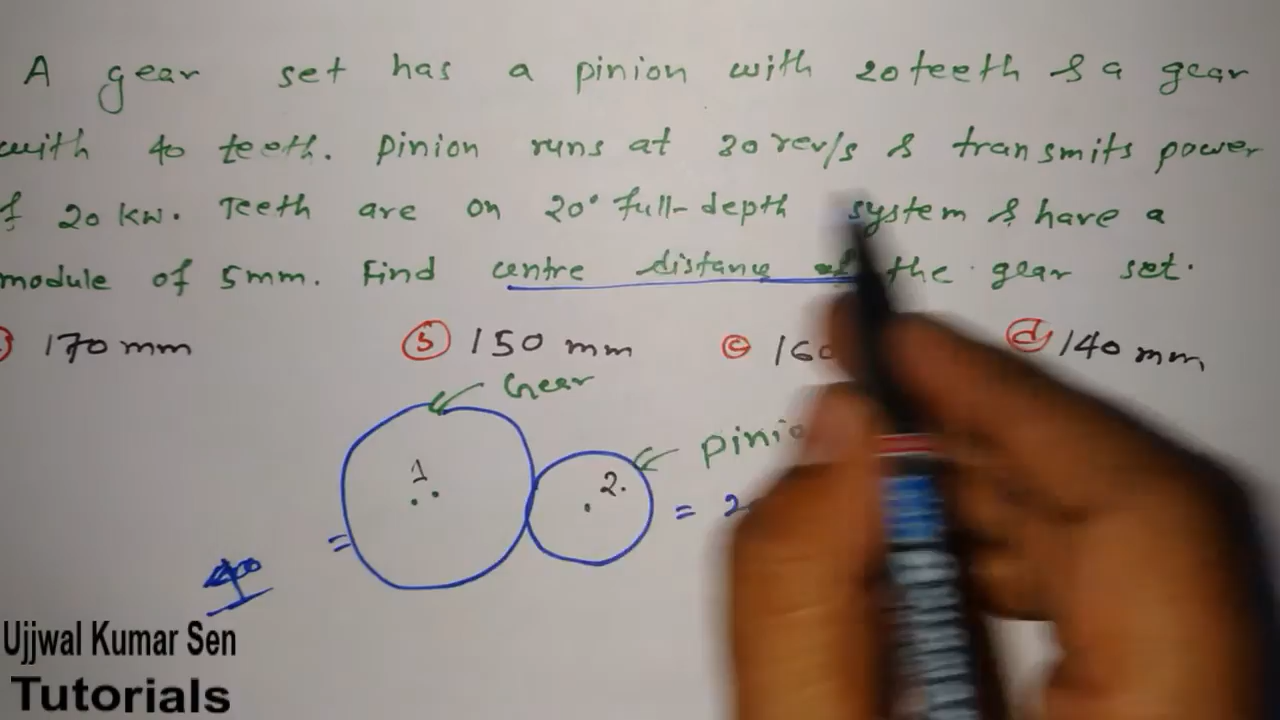 A gear set has a pinion with 20 teeth & a gear
with 40 teeth. Pinion runs at 30 rev/s & transmits power
f 20 kw. Teeth are on 20° full-depth system & have a
module of 5mm. Find centre distance of the gear set.
170 mm b 150 mm c 160 d 140 mm
Gear
1
2.
= 40
Ujjwal Kumar Sen
Tutorials